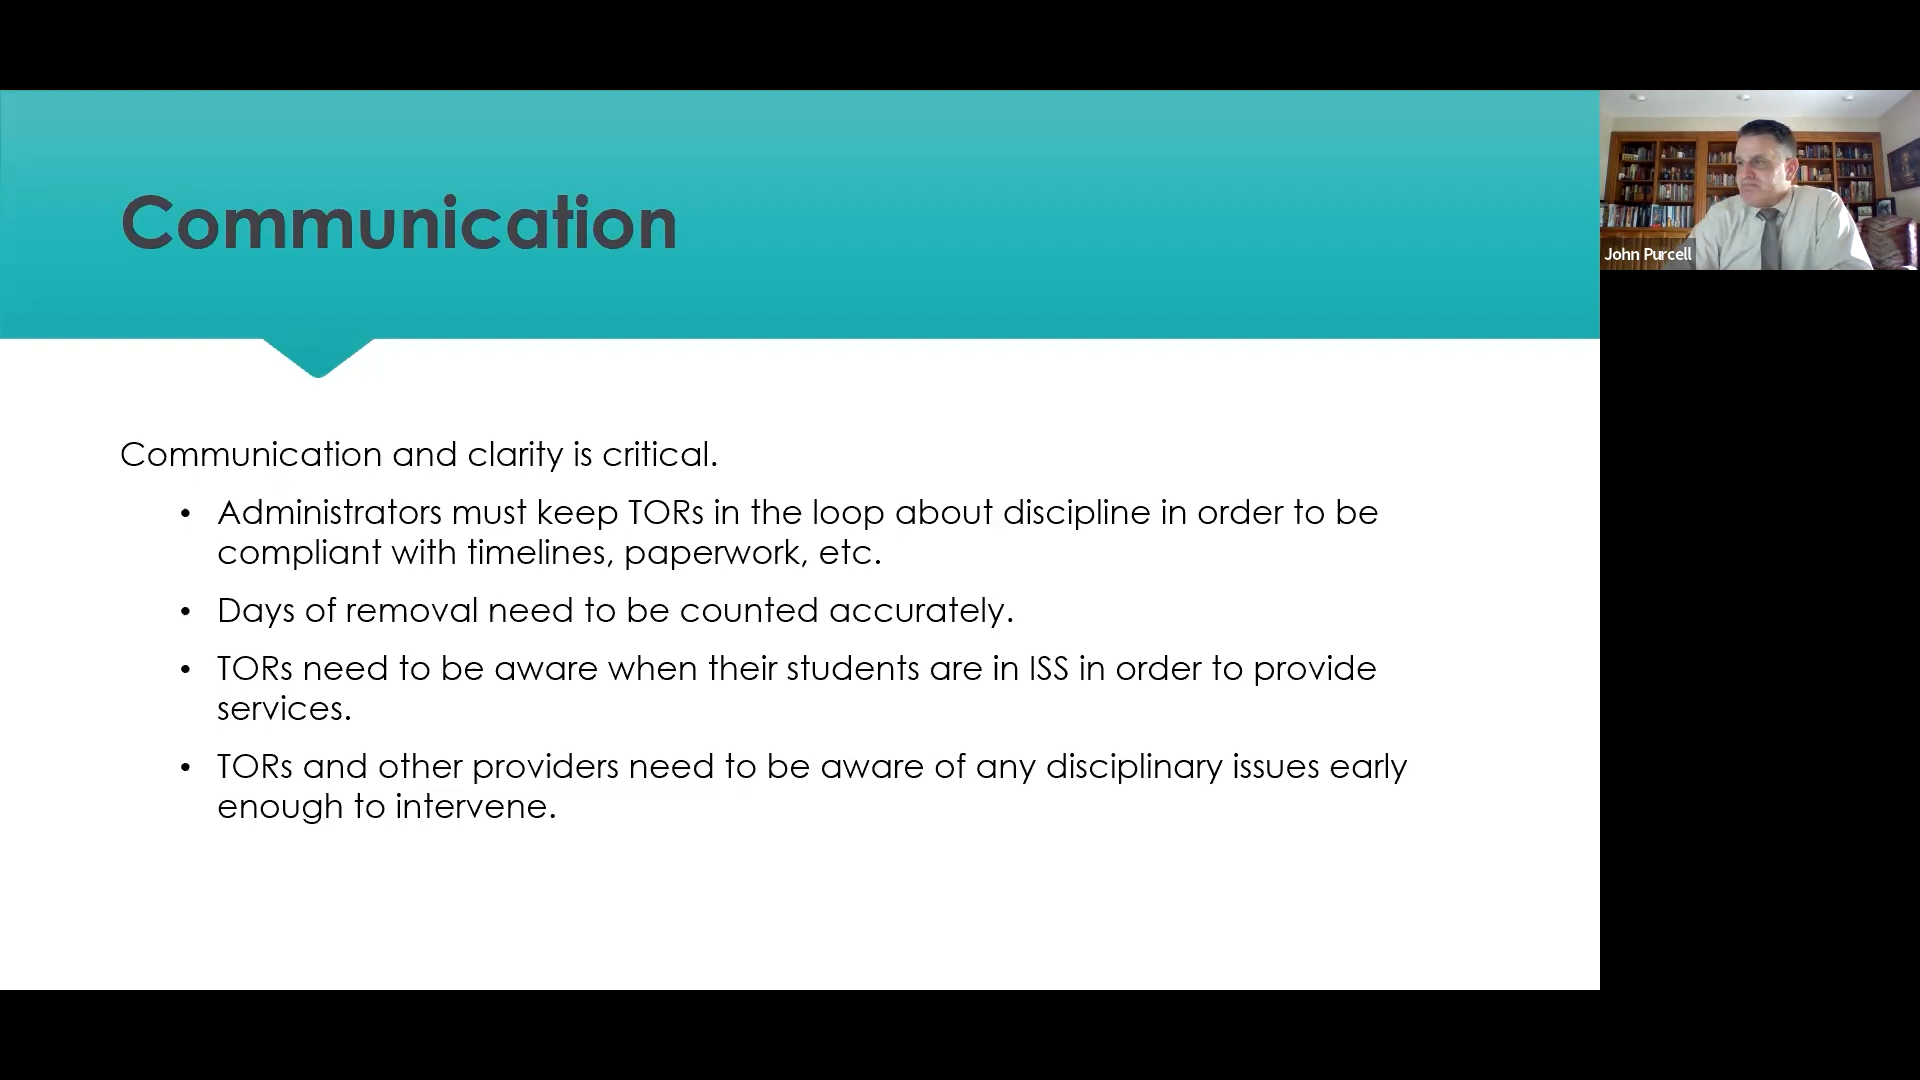 Communication
John Purcell
Communication and clarity is critical.
• Administrators must keep TORs in the loop about discipline in order to be
compliant with timelines, paperwork, etc.
• Days of removal need to be counted accurately.
• TORs need to be aware when their students are in ISS in order to provide
services.
• TORs and other providers need to be aware of any disciplinary issues early
enough to intervene.